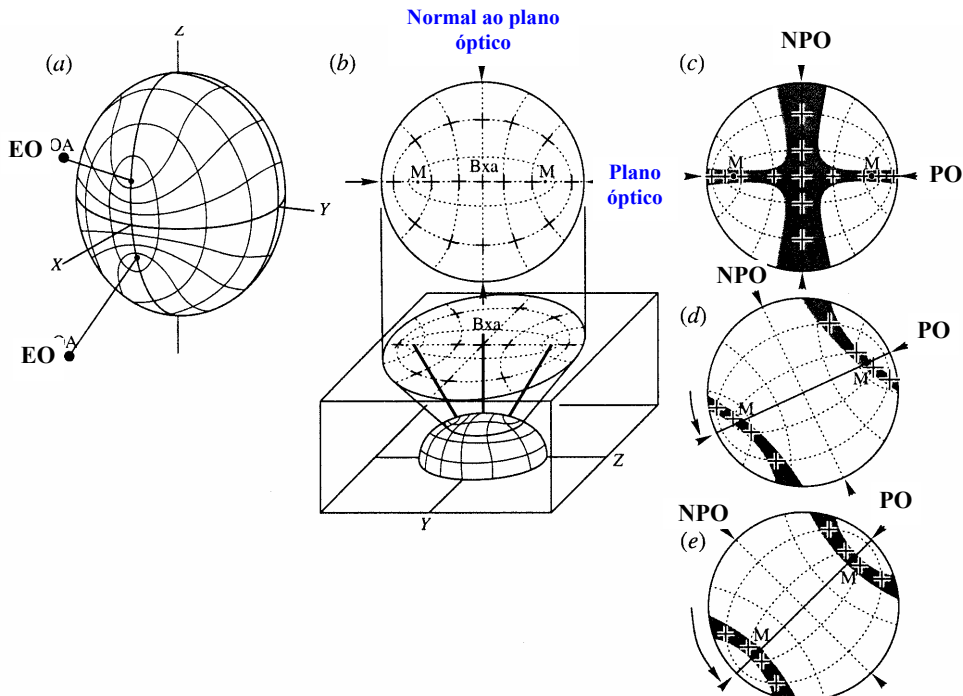 Normal ao plano
óptico
(a)
Z
EO
OA
Y
X
EO
(b)
M
Bxa
M
Plano
óptico
Bxa
Z
Y
NPO
(c)
M
M
PO
NPO
(d)
PO
M
M
NPO
PO
(e)
M
M